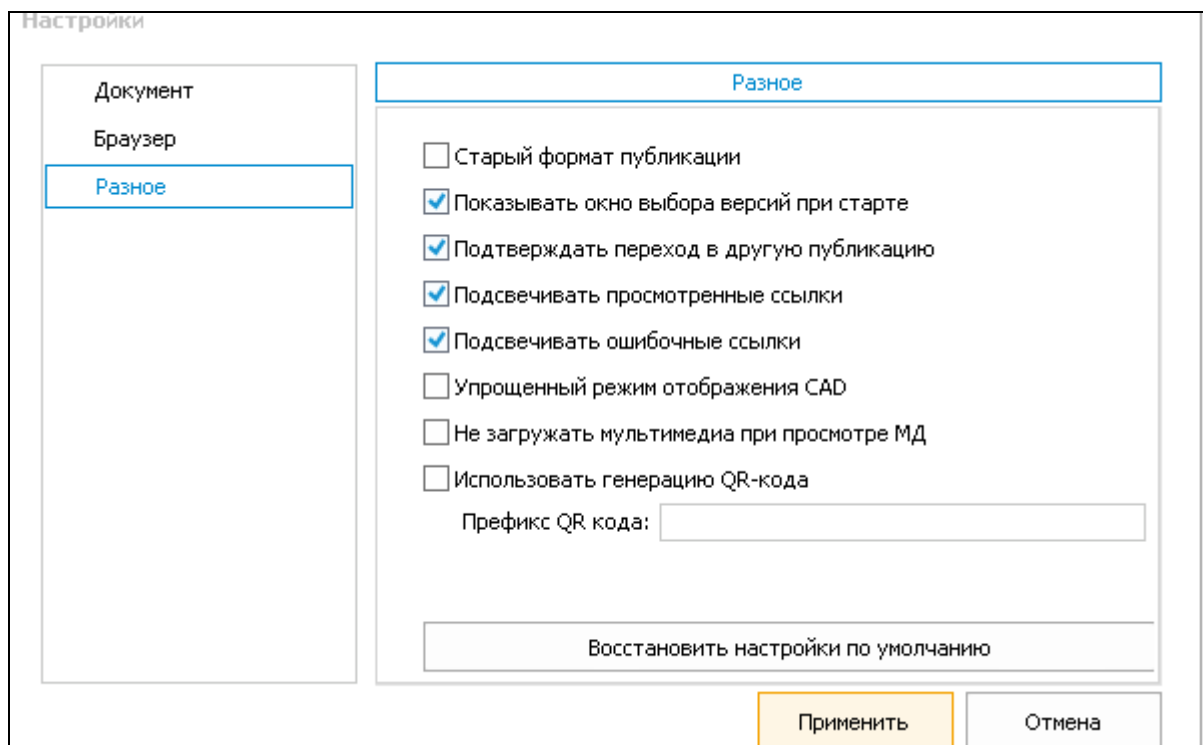 Настройки
Документ
Браузер
Разное
Разное
Старый формат публикации
Показывать окно выбора версий при старте
Подтверждать переход в другую публикацию
Подсвечивать просмотренные ссылки
Подсвечивать ошибочные ссылки
Упрощенный режим отображения CAD
Не загружать мультимедиа при просмотре МД
Использовать генерацию QR-кода
Префикс QR кода:
Восстановить настройки по умолчанию
Применить Отмена